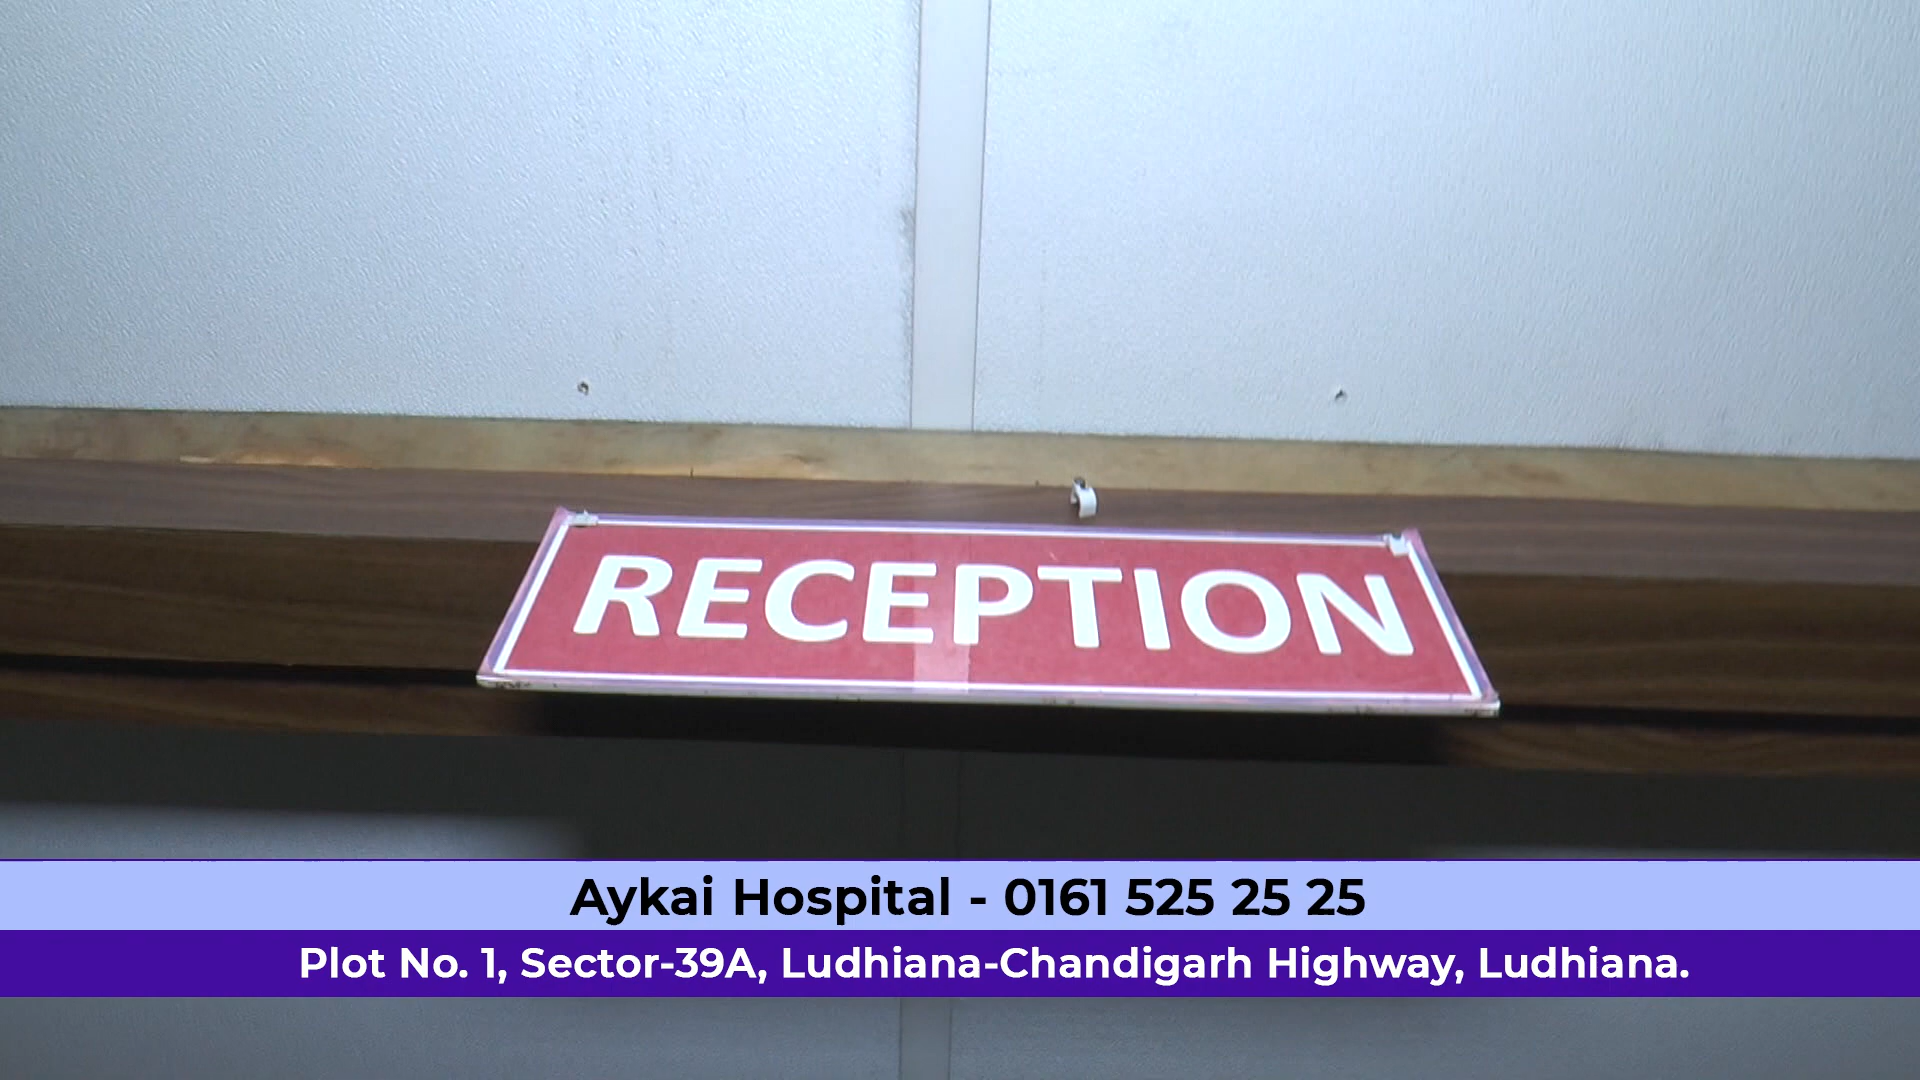 RECEPTION
Aykai Hospital - 0161 525 25 25
Plot No. 1, Sector-39A, Ludhiana-Chandigarh Highway, Ludhiana.